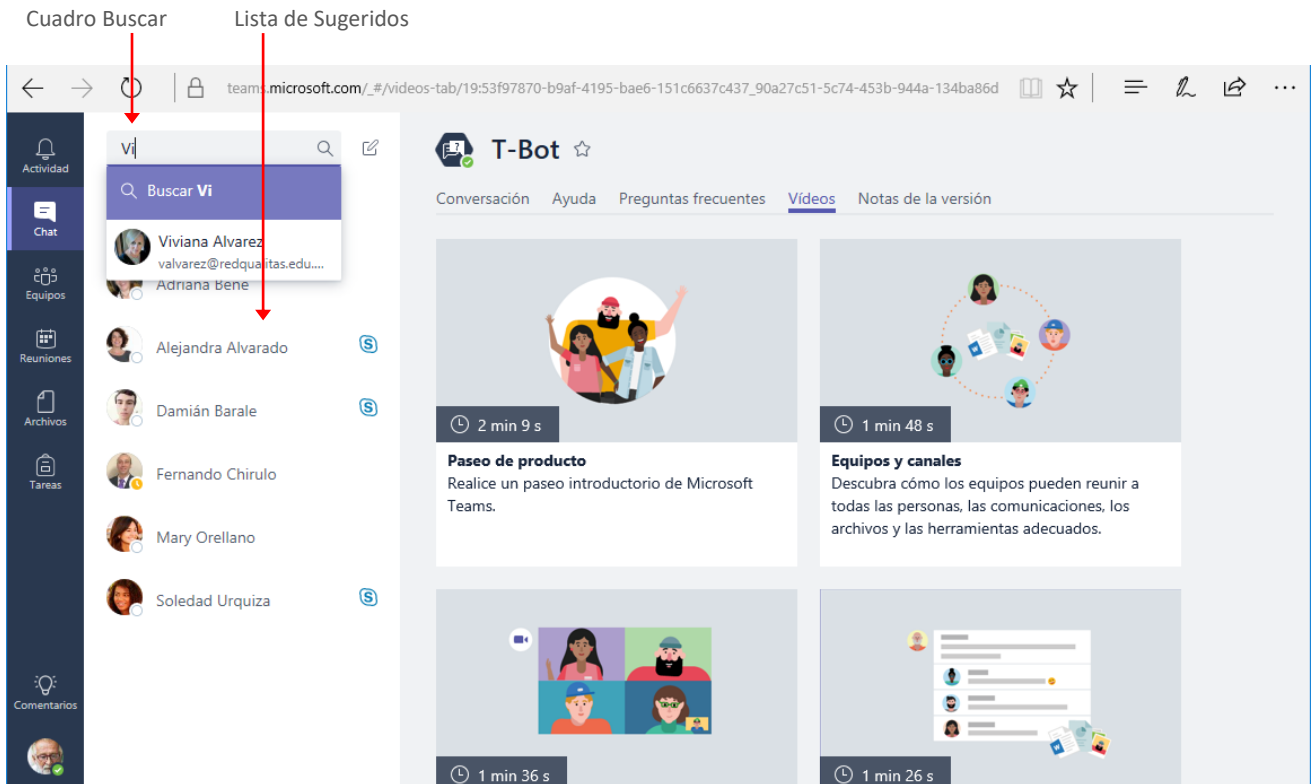 Cuadro Buscar
Lista de Sugeridos
teams.microsoft.com/_#/videos-tab/19:53f97870-b9af-4195-bae6-151c6637c437_90a27c51-5c74-453b-944a-134ba86d
Actividad
Chat
Equipos
Reuniones
Archivos
Tareas
Comentarios
Vi
Buscar Vi
Viviana Alvarez
valvarez@redqualitas.edu....
Adriana Bene
Alejandra Alvarado
Damián Barale
Fernando Chirulo
Mary Orellano
Soledad Urquiza
T-Bot
Conversación Ayuda Preguntas frecuentes Vídeos Notas de la versión
2 min 9 s
Paseo de producto
Realice un paseo introductorio de Microsoft
Teams.
1 min 48 s
Equipos y canales
Descubra cómo los equipos pueden reunir a
todas las personas, las comunicaciones, los
archivos y las herramientas adecuados.
1 min 36 s
1 min 26 s